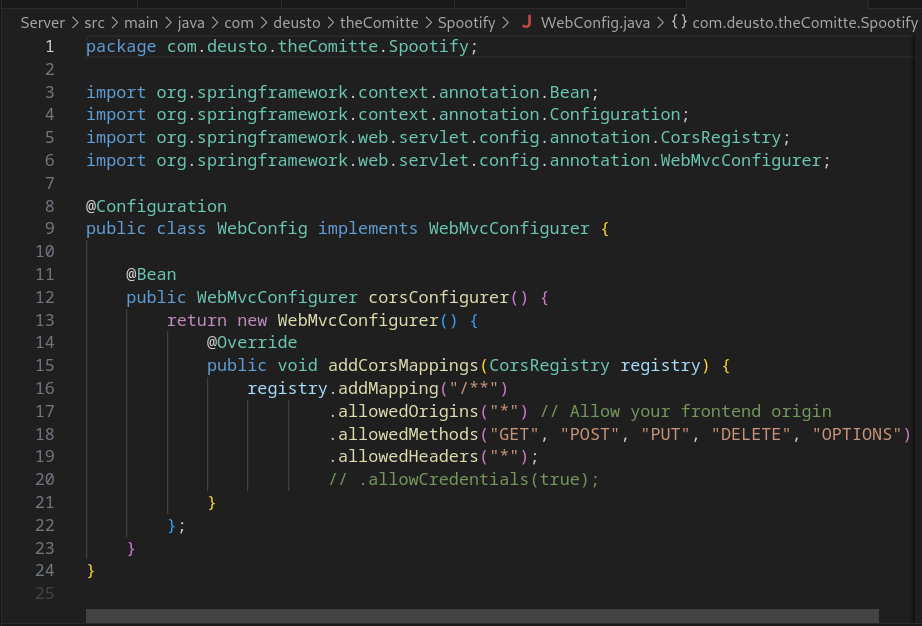 Server > src > main > java > com > deusto > theComitte > Spootify > J WebConfig.java > {} com.deusto.theComitte.Spootify
1 package com.deusto.theComitte.Spootify;
2
3 import org.springframework.context.annotation.Bean;
4 import org.springframework.context.annotation.Configuration;
5 import org.springframework.web.servlet.config.annotation.CorsRegistry;
6 import org.springframework.web.servlet.config.annotation.WebMvcConfigurer;
7
8 @Configuration
9 public class WebConfig implements WebMvcConfigurer {
10
11     @Bean
12     public WebMvcConfigurer corsConfigurer() {
13         return new WebMvcConfigurer() {
14             @Override
15             public void addCorsMappings(CorsRegistry registry) {
16                 registry.addMapping("/**")
17                         .allowedOrigins("*") // Allow your frontend origin
18                         .allowedMethods("GET", "POST", "PUT", "DELETE", "OPTIONS")
19                         .allowedHeaders("*");
20                         // .allowCredentials(true);
21             }
22         };
23     }
24 }
25